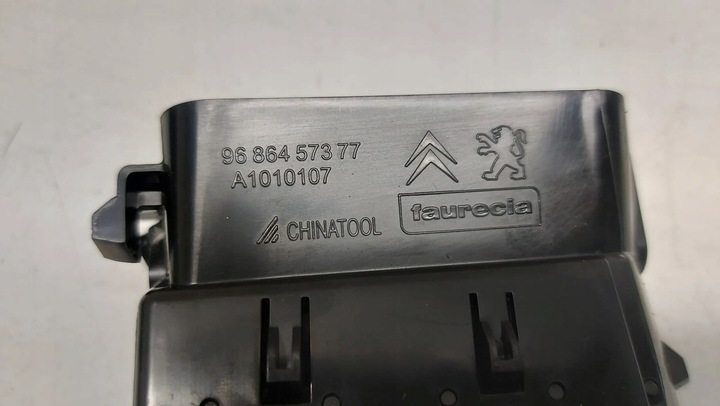 96 864 573 77
A1010107
CHINATOOL
faurecia